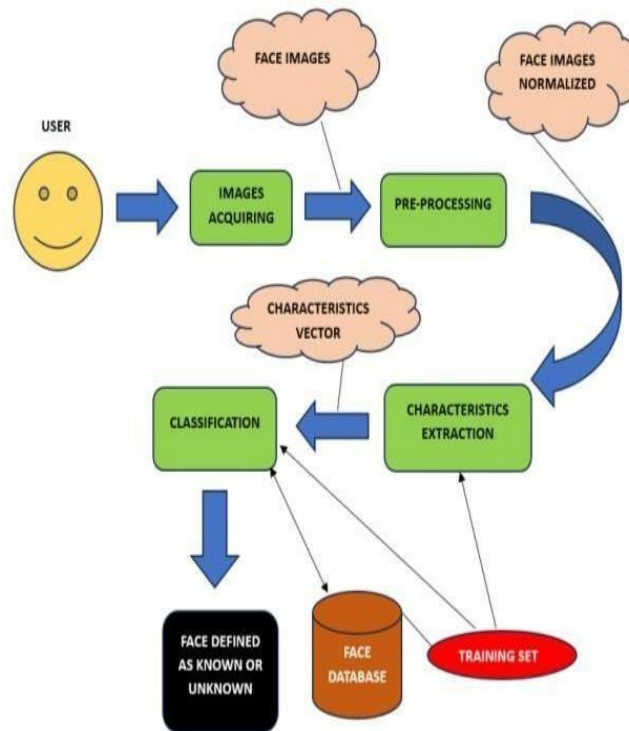 FACE IMAGES
FACE IMAGES
NORMALIZED
USER
IMAGES
ACQUIRING
PRE-PROCESSING
CHARACTERISTICS
VECTOR
CLASSIFICATION
CHARACTERISTICS
EXTRACTION
FACE DEFINED
AS KNOWN OR
UNKNOWN
FACE
DATABASE
TRAINING SET